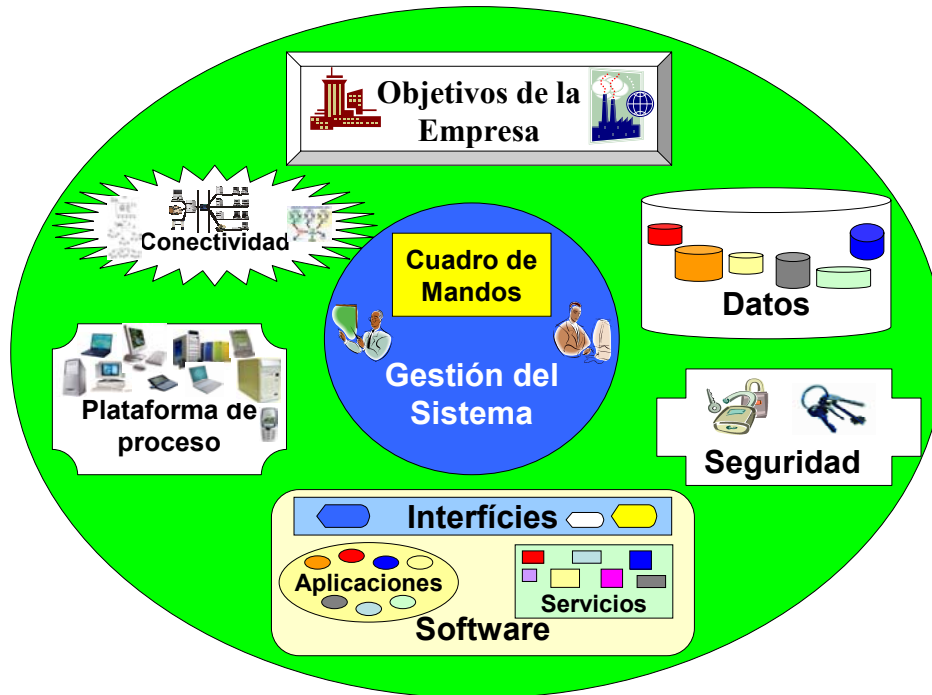 Objetivos de la
Empresa
Conectividad
Cuadro de
Mandos
Datos
Gestión del
Sistema
Plataforma de
proceso
Seguridad
Interfícies
Aplicaciones
Servicios
Software